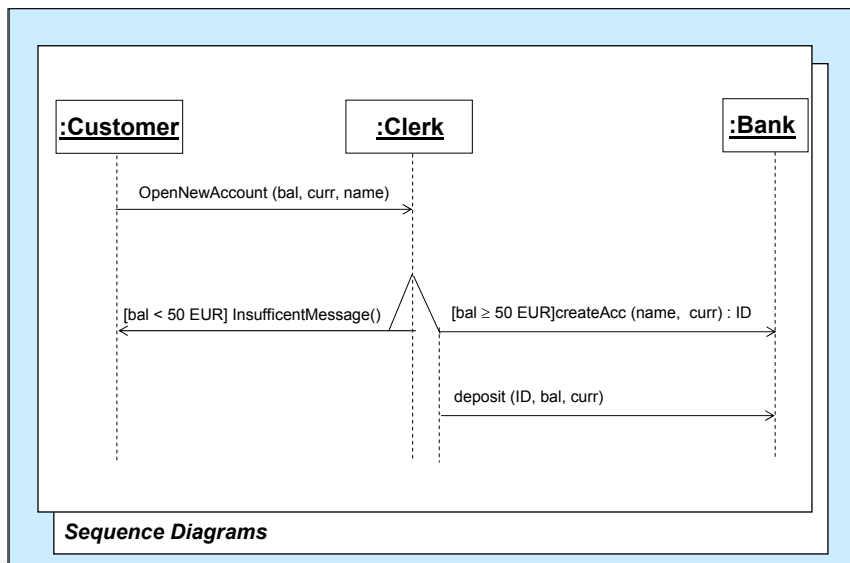 :Customer
:Clerk
:Bank
OpenNewAccount (bal, curr, name)
[bal < 50 EUR] InsufficentMessage()
[bal ≥ 50 EUR]createAcc (name, curr) : ID
deposit (ID, bal, curr)
Sequence Diagrams